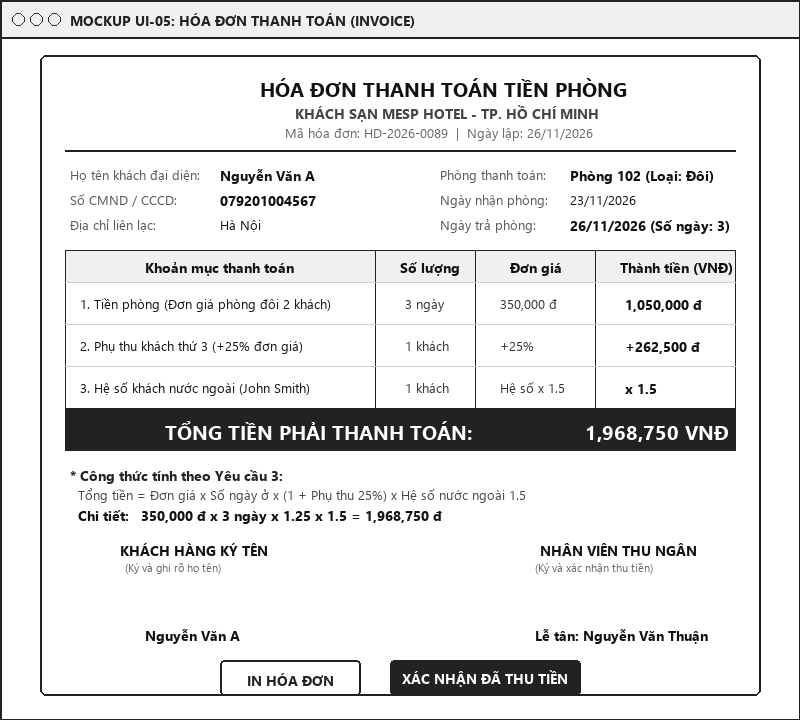 MOCKUP UI-05: HÓA ĐƠN THANH TOÁN (INVOICE)
HÓA ĐƠN THANH TOÁN TIỀN PHÒNG
KHÁCH SẠN MESP HOTEL - TP. HỒ CHÍ MINH
Mã hóa đơn: HD-2026-0089 | Ngày lập: 26/11/2026
Họ tên khách đại diện: Nguyễn Văn A Phòng thanh toán: Phòng 102 (Loại: Đôi)
Số CMND / CCCD: 079201004567 Ngày nhận phòng: 23/11/2026
Địa chỉ liên lạc: Hà Nội Ngày trả phòng: 26/11/2026 (Số ngày: 3)
Khoản mục thanh toán Số lượng Đơn giá Thành tiền (VNĐ)
1. Tiền phòng (Đơn giá phòng đôi 2 khách) 3 ngày 350,000 đ 1,050,000 đ
2. Phụ thu khách thứ 3 (+25% đơn giá) 1 khách +25% +262,500 đ
3. Hệ số khách nước ngoài (John Smith) 1 khách Hệ số x 1.5 x 1.5
TỔNG TIỀN PHẢI THANH TOÁN: 1,968,750 VNĐ
* Công thức tính theo Yêu cầu 3:
Tổng tiền = Đơn giá x Số ngày ở x (1 + Phụ thu 25%) x Hệ số nước ngoài 1.5
Chi tiết: 350,000 đ x 3 ngày x 1.25 x 1.5 = 1,968,750 đ
KHÁCH HÀNG KÝ TÊN NHÂN VIÊN THU NGÂN
(Ký và ghi rõ họ tên) (Ký và xác nhận thu tiền)
Nguyễn Văn A Lễ tân: Nguyễn Văn Thuận
IN HÓA ĐƠN XÁC NHẬN ĐÃ THU TIỀN